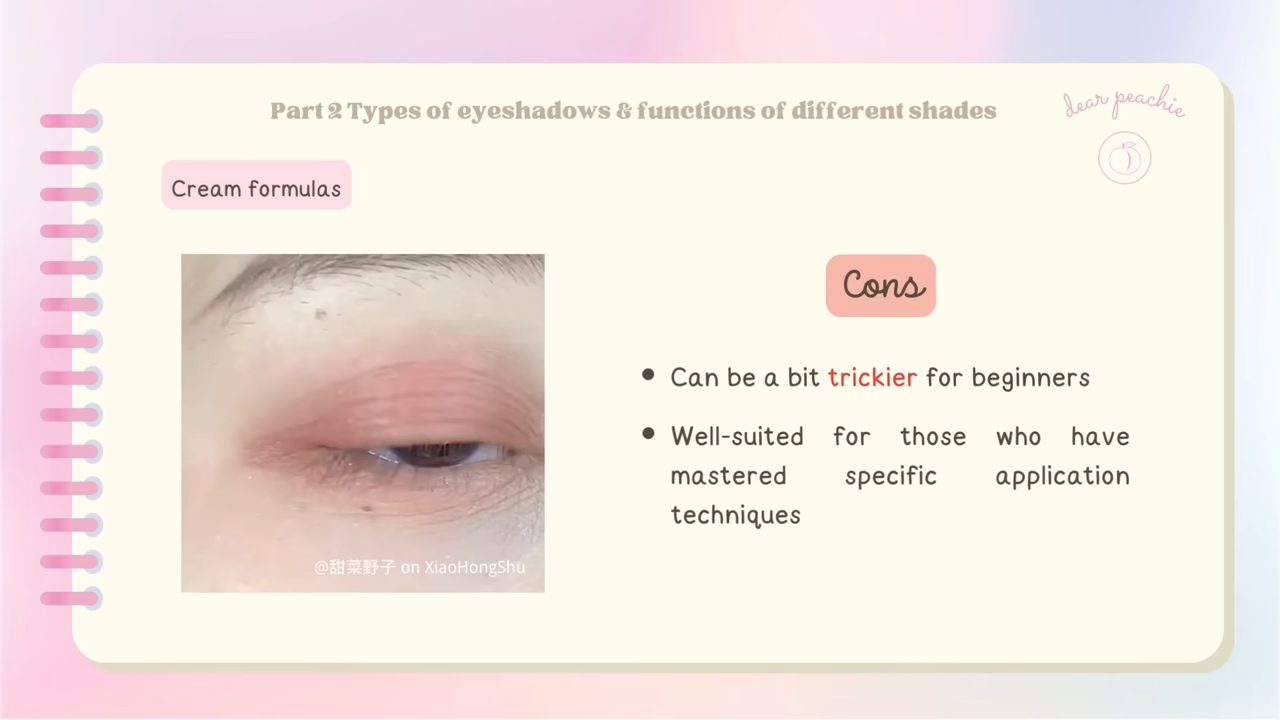 Part 2 Types of eyeshadows & functions of different shades
dear peachie
Cream formulas
Cons
Can be a bit trickier for beginners
Well-suited for those who have
mastered specific application
techniques
@甜菜野子 on XiaoHongShu